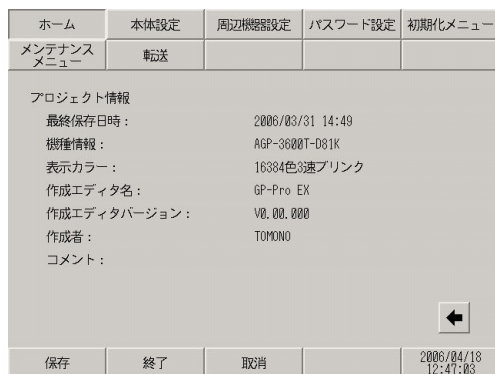 ホーム 本体設定 周辺機器設定 パスワード設定 初期化メニュー
メンテナンス
メニュー 転送
プロジェクト情報
最終保存日時： 2006/03/31 14:49
機種情報： AGP-3600T-D81K
表示カラー： 16384色3速ブリンク
作成エディタ名： GP-Pro EX
作成エディタバージョン： V0.00.000
作成者： TOMONO
コメント：
保存 終了 取消 2006/04/18
12:47:03